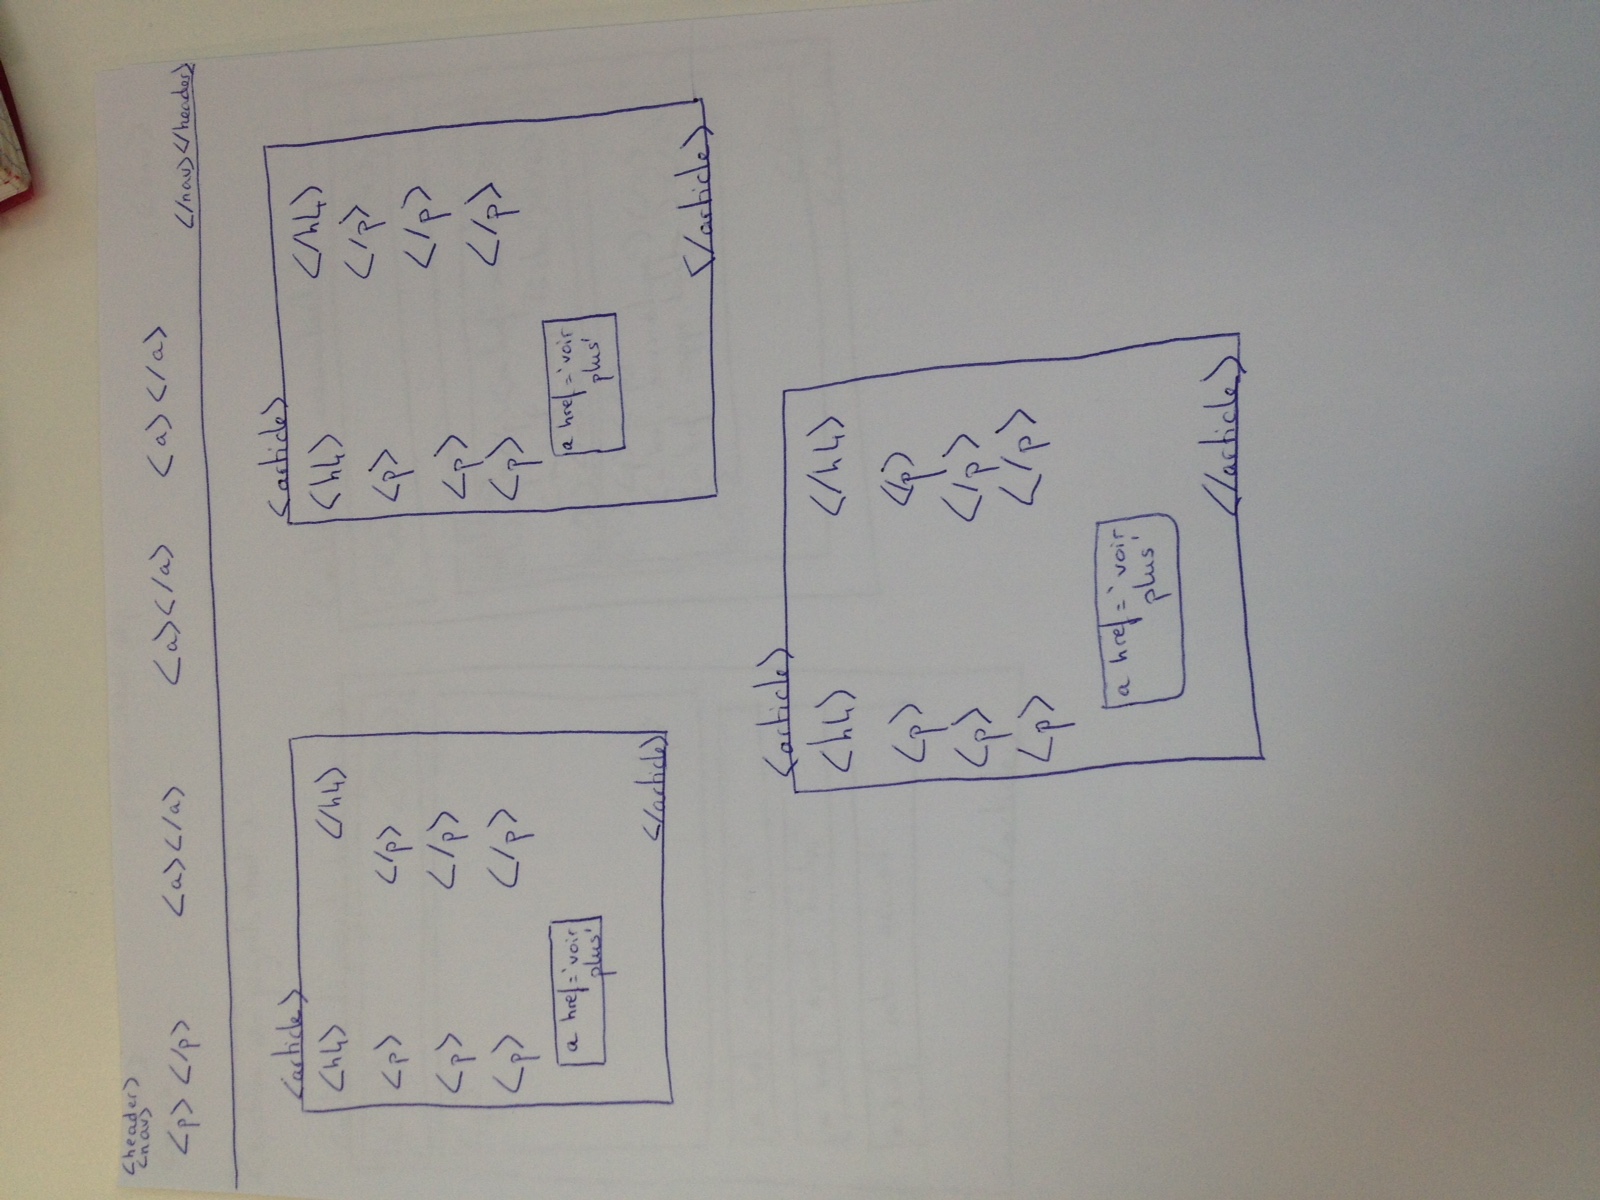 <header>
<nav>
<p> </p> <a></a> <a></a> <a></a>
</nav></header>
<article>
<h4> </h4>
<p> </p>
<p> </p>
<p> </p>
a href='voir
plus'
</article>
<article>
<h4> </h4>
<p> </p>
<p> </p>
<p> </p>
a href='voir
plus'
</article>
<article>
<h4> </h4>
<p> </p>
<p> </p>
<p> </p>
a href='voir
plus'
</article>